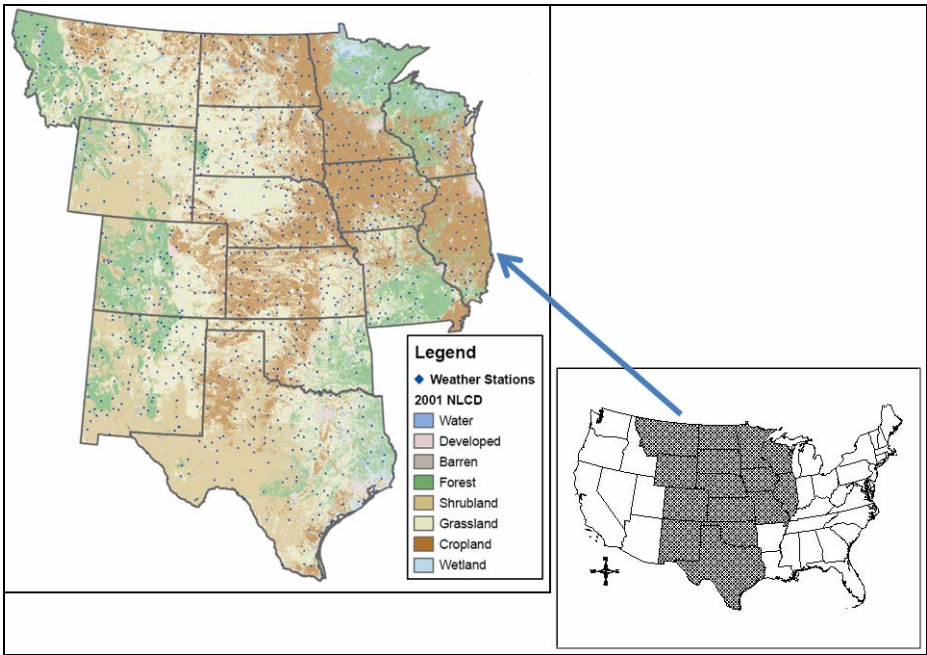 Legend
Weather Stations
2001 NLCD
Water
Developed
Barren
Forest
Shrubland
Grassland
Cropland
Wetland